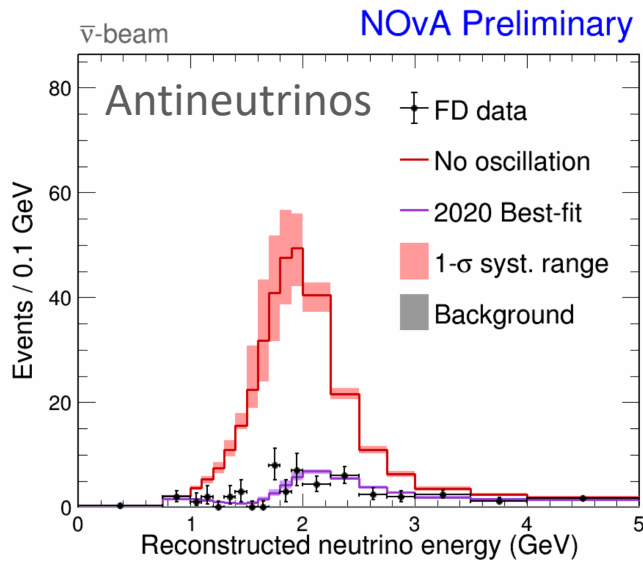 ν̄-beam
NOvA Preliminary
Antineutrinos
FD data
No oscillation
2020 Best-fit
1-σ syst. range
Background
Events / 0.1 GeV
80
60
40
20
0
0 1 2 3 4 5
Reconstructed neutrino energy (GeV)